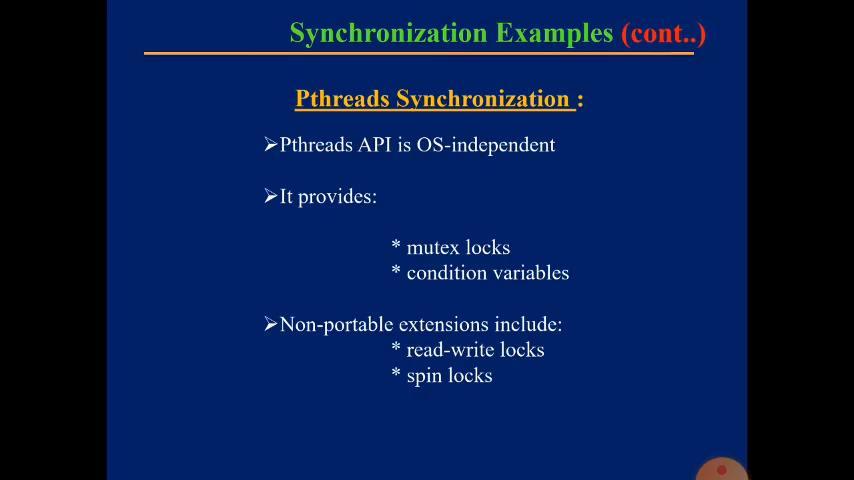 Synchronization Examples (cont..)
Pthreads Synchronization :
➢Pthreads API is OS-independent
➢It provides:
* mutex locks
* condition variables
➢Non-portable extensions include:
* read-write locks
* spin locks